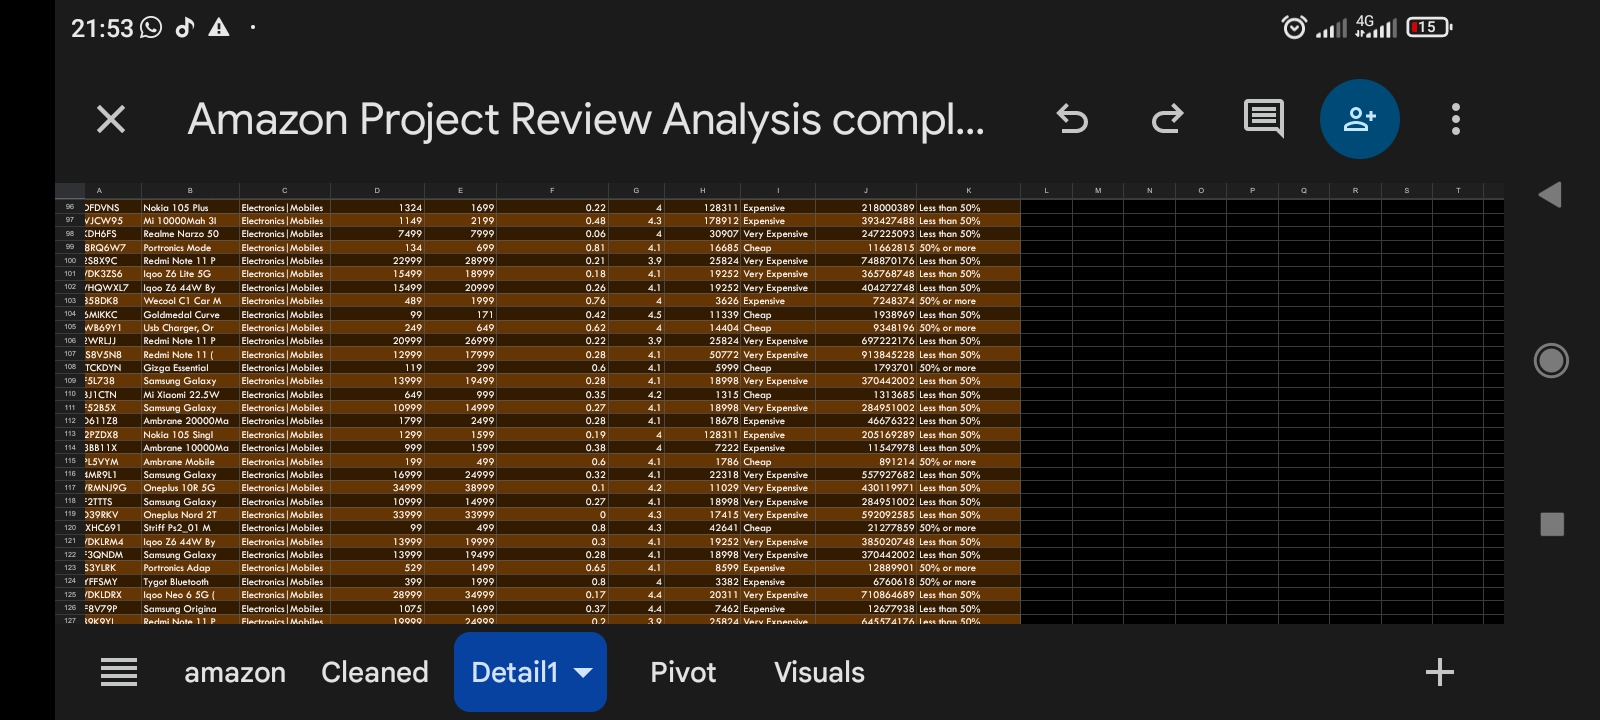 21:53 4G 15
Amazon Project Review Analysis compl...
A B C D E F G H I J K L M N O P Q R S T
96 DFDVNS Nokia 105 Plus Electronics|Mobiles 1324 1699 0.22 4 128311 Expensive 218000389 Less than 50%
97 VJCW95 Mi 10000Mah 3I Electronics|Mobiles 1149 2199 0.48 4.3 178912 Expensive 393427488 Less than 50%
98 KDH6FS Realme Narzo 50 Electronics|Mobiles 7499 7999 0.06 4 30907 Very Expensive 247225093 Less than 50%
99 8RQ6W7 Portronics Mode Electronics|Mobiles 134 699 0.81 4.1 16685 Cheap 11662815 50% or more
100 2S8X9C Redmi Note 11 P Electronics|Mobiles 22999 28999 0.21 3.9 25824 Very Expensive 748870176 Less than 50%
101 /DK3ZS6 Iqoo Z6 Lite 5G Electronics|Mobiles 15499 18999 0.18 4.1 19252 Very Expensive 365768748 Less than 50%
102 /HQWXL7 Iqoo Z6 44W By Electronics|Mobiles 15499 20999 0.26 4.1 19252 Very Expensive 404272748 Less than 50%
103 358DK8 Wecool C1 Car M Electronics|Mobiles 489 1999 0.76 4 3626 Expensive 7248374 50% or more
104 6MIKKC Goldmedal Curve Electronics|Mobiles 99 171 0.42 4.5 11339 Cheap 1938969 Less than 50%
105 WB69Y1 Usb Charger, Or Electronics|Mobiles 249 649 0.62 4 14404 Cheap 9348196 50% or more
106 2WRLJJ Redmi Note 11 P Electronics|Mobiles 20999 26999 0.22 3.9 25824 Very Expensive 697222176 Less than 50%
107 S8V5N8 Redmi Note 11 ( Electronics|Mobiles 12999 17999 0.28 4.1 50772 Very Expensive 913845228 Less than 50%
108 TCKDYN Gizga Essential Electronics|Mobiles 119 299 0.6 4.1 5999 Cheap 1793701 50% or more
109 F5L738 Samsung Galaxy Electronics|Mobiles 13999 19499 0.28 4.1 18998 Very Expensive 370442002 Less than 50%
110 3J1CTN Mi Xiaomi 22.5W Electronics|Mobiles 649 999 0.35 4.2 1315 Cheap 1313685 Less than 50%
111 F52B5X Samsung Galaxy Electronics|Mobiles 10999 14999 0.27 4.1 18998 Very Expensive 284951002 Less than 50%
112 D611Z8 Ambrane 20000Ma Electronics|Mobiles 1799 2499 0.28 4.1 18678 Expensive 46676322 Less than 50%
113 2PZDX8 Nokia 105 Singl Electronics|Mobiles 1299 1599 0.19 4 128311 Expensive 205169289 Less than 50%
114 3BB11X Ambrane 10000Ma Electronics|Mobiles 999 1599 0.38 4 7222 Expensive 11547978 Less than 50%
115 PL5VYM Ambrane Mobile Electronics|Mobiles 199 499 0.6 4.1 1786 Cheap 891214 50% or more
116 4MR9L1 Samsung Galaxy Electronics|Mobiles 16999 24999 0.32 4.1 22318 Very Expensive 557927682 Less than 50%
117 /RMNJ9G Oneplus 10R 5G Electronics|Mobiles 34999 38999 0.1 4.2 11029 Very Expensive 430119971 Less than 50%
118 F2TTTS Samsung Galaxy Electronics|Mobiles 10999 14999 0.27 4.1 18998 Very Expensive 284951002 Less than 50%
119 D39RKV Oneplus Nord 2T Electronics|Mobiles 33999 33999 0 4.3 17415 Very Expensive 592092585 Less than 50%
120 XHC691 Striff Ps2_01 M Electronics|Mobiles 99 499 0.8 4.3 42641 Cheap 21277859 50% or more
121 /DKLRM4 Iqoo Z6 44W By Electronics|Mobiles 13999 19999 0.3 4.1 19252 Very Expensive 385020748 Less than 50%
122 F3QNDM Samsung Galaxy Electronics|Mobiles 13999 19499 0.28 4.1 18998 Very Expensive 370442002 Less than 50%
123 S3YLRK Portronics Adap Electronics|Mobiles 529 1499 0.65 4.1 8599 Expensive 12889901 50% or more
124 YFFSMY Tygot Bluetooth Electronics|Mobiles 399 1999 0.8 4 3382 Expensive 6760618 50% or more
125 /DKLDRX Iqoo Neo 6 5G ( Electronics|Mobiles 28999 34999 0.17 4.4 20311 Very Expensive 710864689 Less than 50%
126 F8V79P Samsung Origina Electronics|Mobiles 1075 1699 0.37 4.4 7462 Expensive 12677938 Less than 50%
127 39K9YL Redmi Note 11 P Electronics|Mobiles 19999 24999 0.2 3.9 25824 Very Expensive 645574176 Less than 50%
amazon Cleaned Detail1 Pivot Visuals